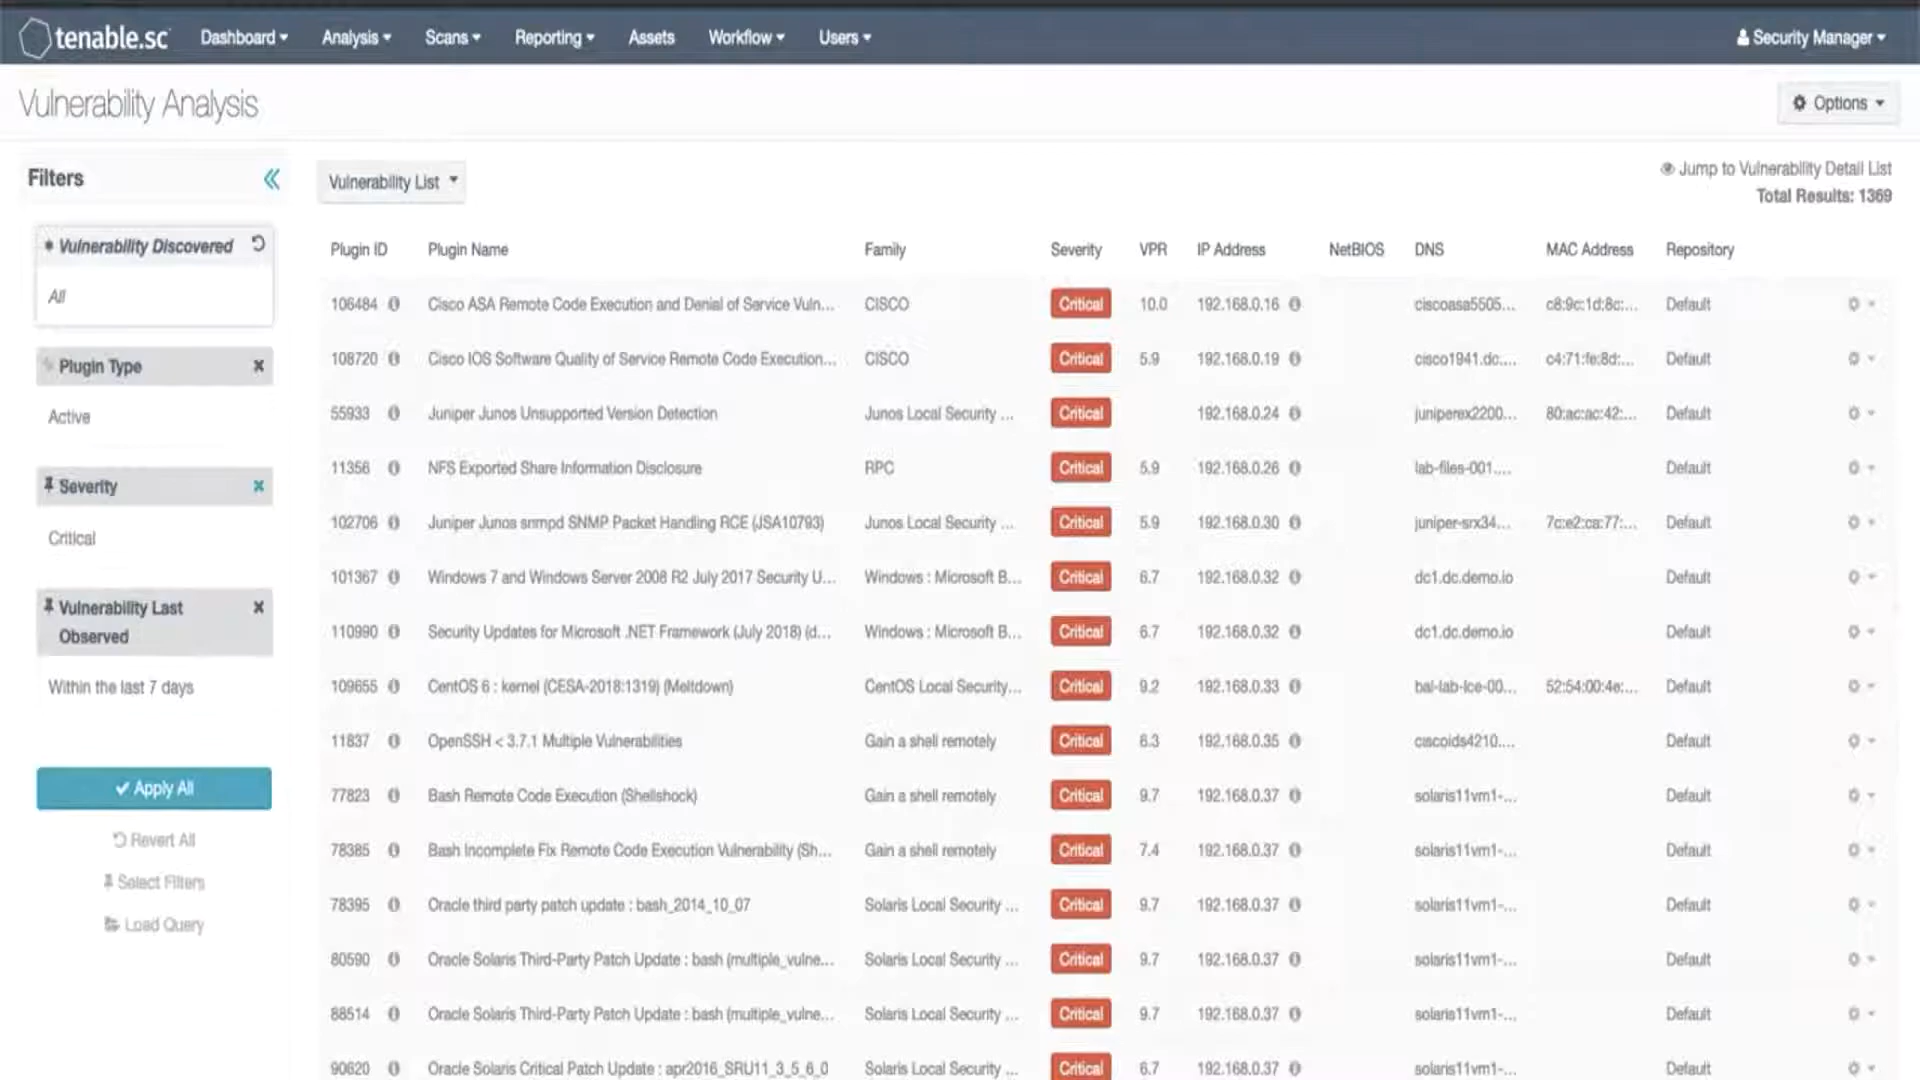 tenable.sc Dashboard Analysis Scans Reporting Assets Workflow Users Security Manager
Vulnerability Analysis Options
Filters
Vulnerability Discovered
All
Plugin Type
Active
Severity
Critical
Vulnerability Last
Observed
Within the last 7 days
Apply All
Revert All
Select Filters
Load Query
Vulnerability List
Jump to Vulnerability Detail List
Total Results: 1369
Plugin ID Plugin Name Family Severity VPR IP Address NetBIOS DNS MAC Address Repository
106484 Cisco ASA Remote Code Execution and Denial of Service Vuln... CISCO Critical 10.0 192.168.0.16 ciscoasa5505... c8:9c:1d:8c:... Default
108720 Cisco IOS Software Quality of Service Remote Code Execution... CISCO Critical 5.9 192.168.0.19 cisco1941.dc.... c4:71:fe:8d:... Default
55933 Juniper Junos Unsupported Version Detection Junos Local Security ... Critical 192.168.0.24 juniperex2200... 80:ac:ac:42:... Default
11356 NFS Exported Share Information Disclosure RPC Critical 5.9 192.168.0.26 lab-files-001.... Default
102706 Juniper Junos snmpd SNMP Packet Handling RCE (JSA10793) Junos Local Security ... Critical 5.9 192.168.0.30 juniper-srx34... 7c:e2:ca:77:... Default
101367 Windows 7 and Windows Server 2008 R2 July 2017 Security U... Windows : Microsoft B... Critical 6.7 192.168.0.32 dc1.dc.demo.io Default
110990 Security Updates for Microsoft .NET Framework (July 2018) (d... Windows : Microsoft B... Critical 6.7 192.168.0.32 dc1.dc.demo.io Default
109655 CentOS 6 : kernel (CESA-2018:1319) (Meltdown) CentOS Local Security... Critical 9.2 192.168.0.33 bal-lab-lce-00... 52:54:00:4e:... Default
11837 OpenSSH < 3.7.1 Multiple Vulnerabilities Gain a shell remotely Critical 6.3 192.168.0.35 ciscoids4210.... Default
77823 Bash Remote Code Execution (Shellshock) Gain a shell remotely Critical 9.7 192.168.0.37 solaris11vm1-... Default
78385 Bash Incomplete Fix Remote Code Execution Vulnerability (Sh... Gain a shell remotely Critical 7.4 192.168.0.37 solaris11vm1-... Default
78395 Oracle third party patch update : bash_2014_10_07 Solaris Local Security ... Critical 9.7 192.168.0.37 solaris11vm1-... Default
80590 Oracle Solaris Third-Party Patch Update : bash (multiple_vulne... Solaris Local Security ... Critical 9.7 192.168.0.37 solaris11vm1-... Default
88514 Oracle Solaris Third-Party Patch Update : bash (multiple_vulne... Solaris Local Security ... Critical 9.7 192.168.0.37 solaris11vm1-... Default
90620 Oracle Solaris Critical Patch Update : apr2016_SRU11_3_5_6_0 Solaris Local Security ... Critical 6.7 192.168.0.37 solaris11vm1-... Default